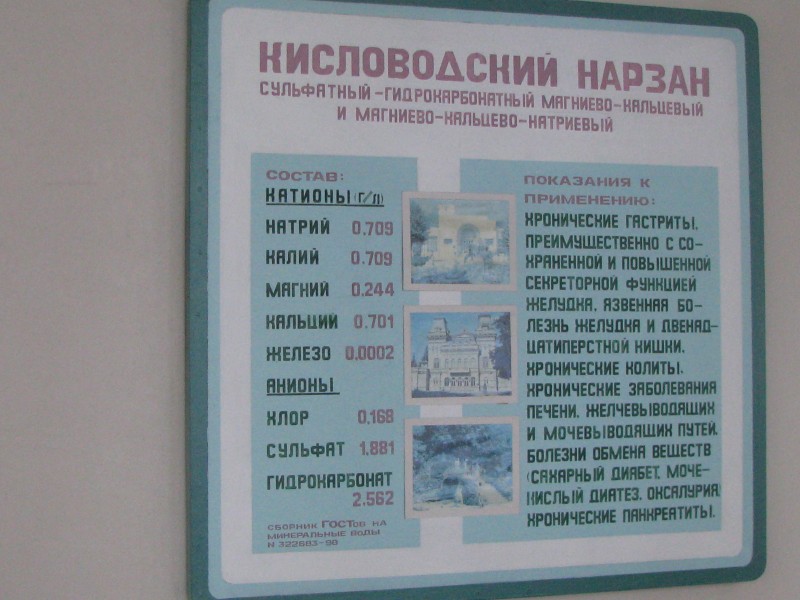 КИСЛОВОДСКИЙ НАРЗАН
СУЛЬФАТНЫЙ-ГИДРОКАРБОНАТНЫЙ МАГНИЕВО-КАЛЬЦЕВЫЙ
И МАГНИЕВО-КАЛЬЦЕВО-НАТРИЕВЫЙ
СОСТАВ:
КАТИОНЫ (Г/Л)
НАТРИЙ 0.709
КАЛИЙ 0.709
МАГНИЙ 0.244
КАЛЬЦИЙ 0.701
ЖЕЛЕЗО 0.0002
АНИОНЫ
ХЛОР 0.168
СУЛЬФАТ 1.881
ГИДРОКАРБОНАТ
2.562
СБОРНИК ГОСТов НА
МИНЕРАЛЬНЫЕ ВОДЫ
N 322683-90
ПОКАЗАНИЯ К
ПРИМЕНЕНИЮ:
ХРОНИЧЕСКИЕ ГАСТРИТЫ,
ПРЕИМУЩЕСТВЕННО С СО-
ХРАНЕННОЙ И ПОВЫШЕННОЙ
СЕКРЕТОРНОЙ ФУНКЦИЕЙ
ЖЕЛУДКА, ЯЗВЕННАЯ БО-
ЛЕЗНЬ ЖЕЛУДКА И ДВЕНАД-
ЦАТИПЕРСТНОЙ КИШКИ.
ХРОНИЧЕСКИЕ КОЛИТЫ.
ХРОНИЧЕСКИЕ ЗАБОЛЕВАНИЯ
ПЕЧЕНИ, ЖЕЛЧЕВЫВОДЯЩИХ
И МОЧЕВЫВОДЯЩИХ ПУТЕЙ.
БОЛЕЗНИ ОБМЕНА ВЕЩЕСТВ
(САХАРНЫЙ ДИАБЕТ, МОЧЕ-
КИСЛЫЙ ДИАТЕЗ, ОКСАЛУРИЯ,
ХРОНИЧЕСКИЕ ПАНКРЕАТИТЫ.